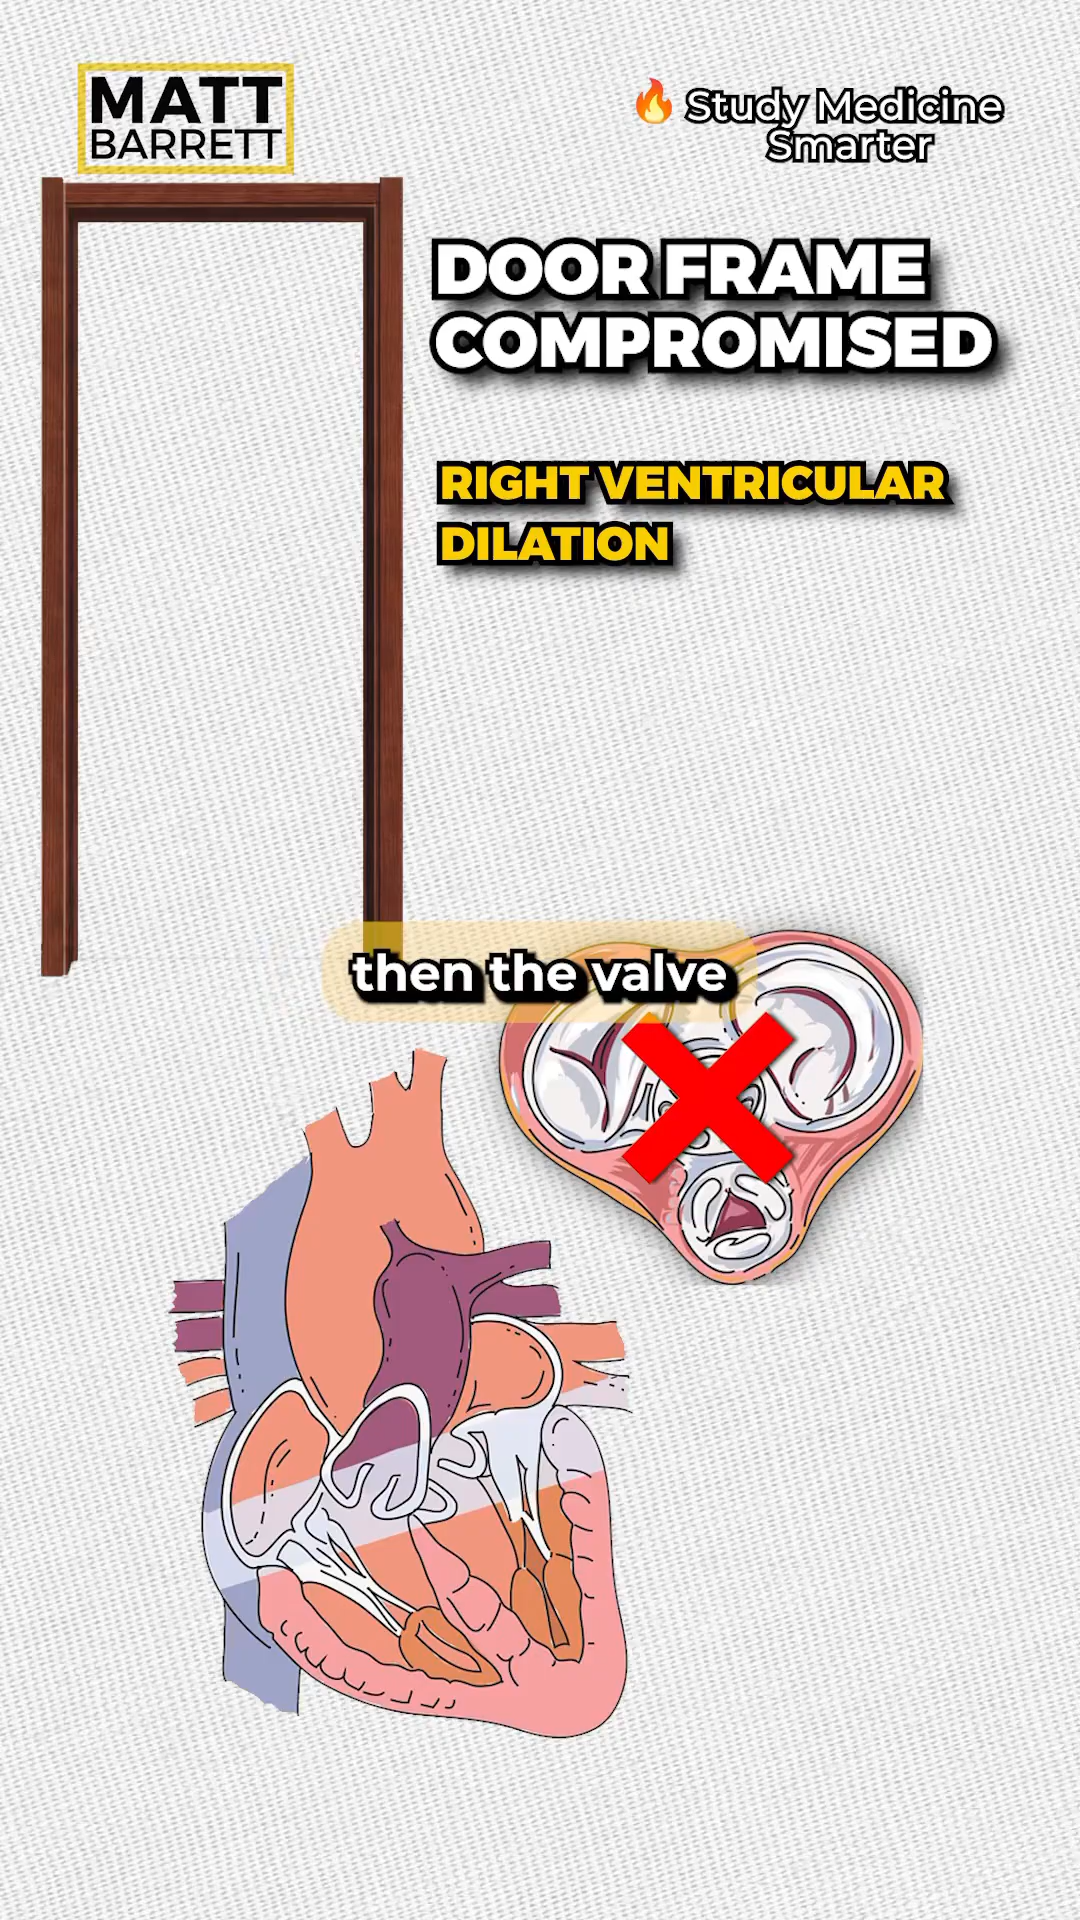 MATT
BARRETT
🔥 Study Medicine
Smarter
DOOR FRAME
COMPROMISED
RIGHT VENTRICULAR
DILATION
then the valve